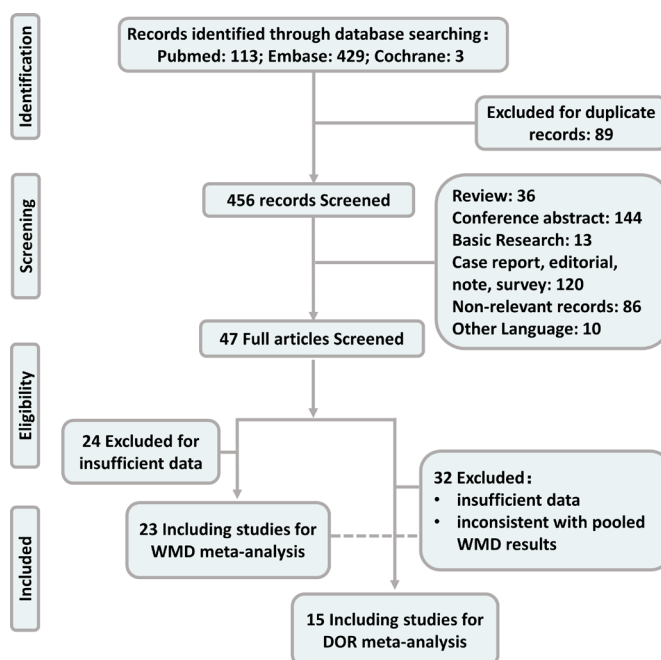 Identification
Records identified through database searching:
Pubmed: 113; Embase: 429; Cochrane: 3
Excluded for duplicate
records: 89
Screening
456 records Screened
Review: 36
Conference abstract: 144
Basic Research: 13
Case report, editorial,
note, survey: 120
Non-relevant records: 86
Other Language: 10
47 Full articles Screened
Eligibility
24 Excluded for
insufficient data
32 Excluded:
• insufficient data
• inconsistent with pooled
WMD results
Included
23 Including studies for
WMD meta-analysis
15 Including studies for
DOR meta-analysis